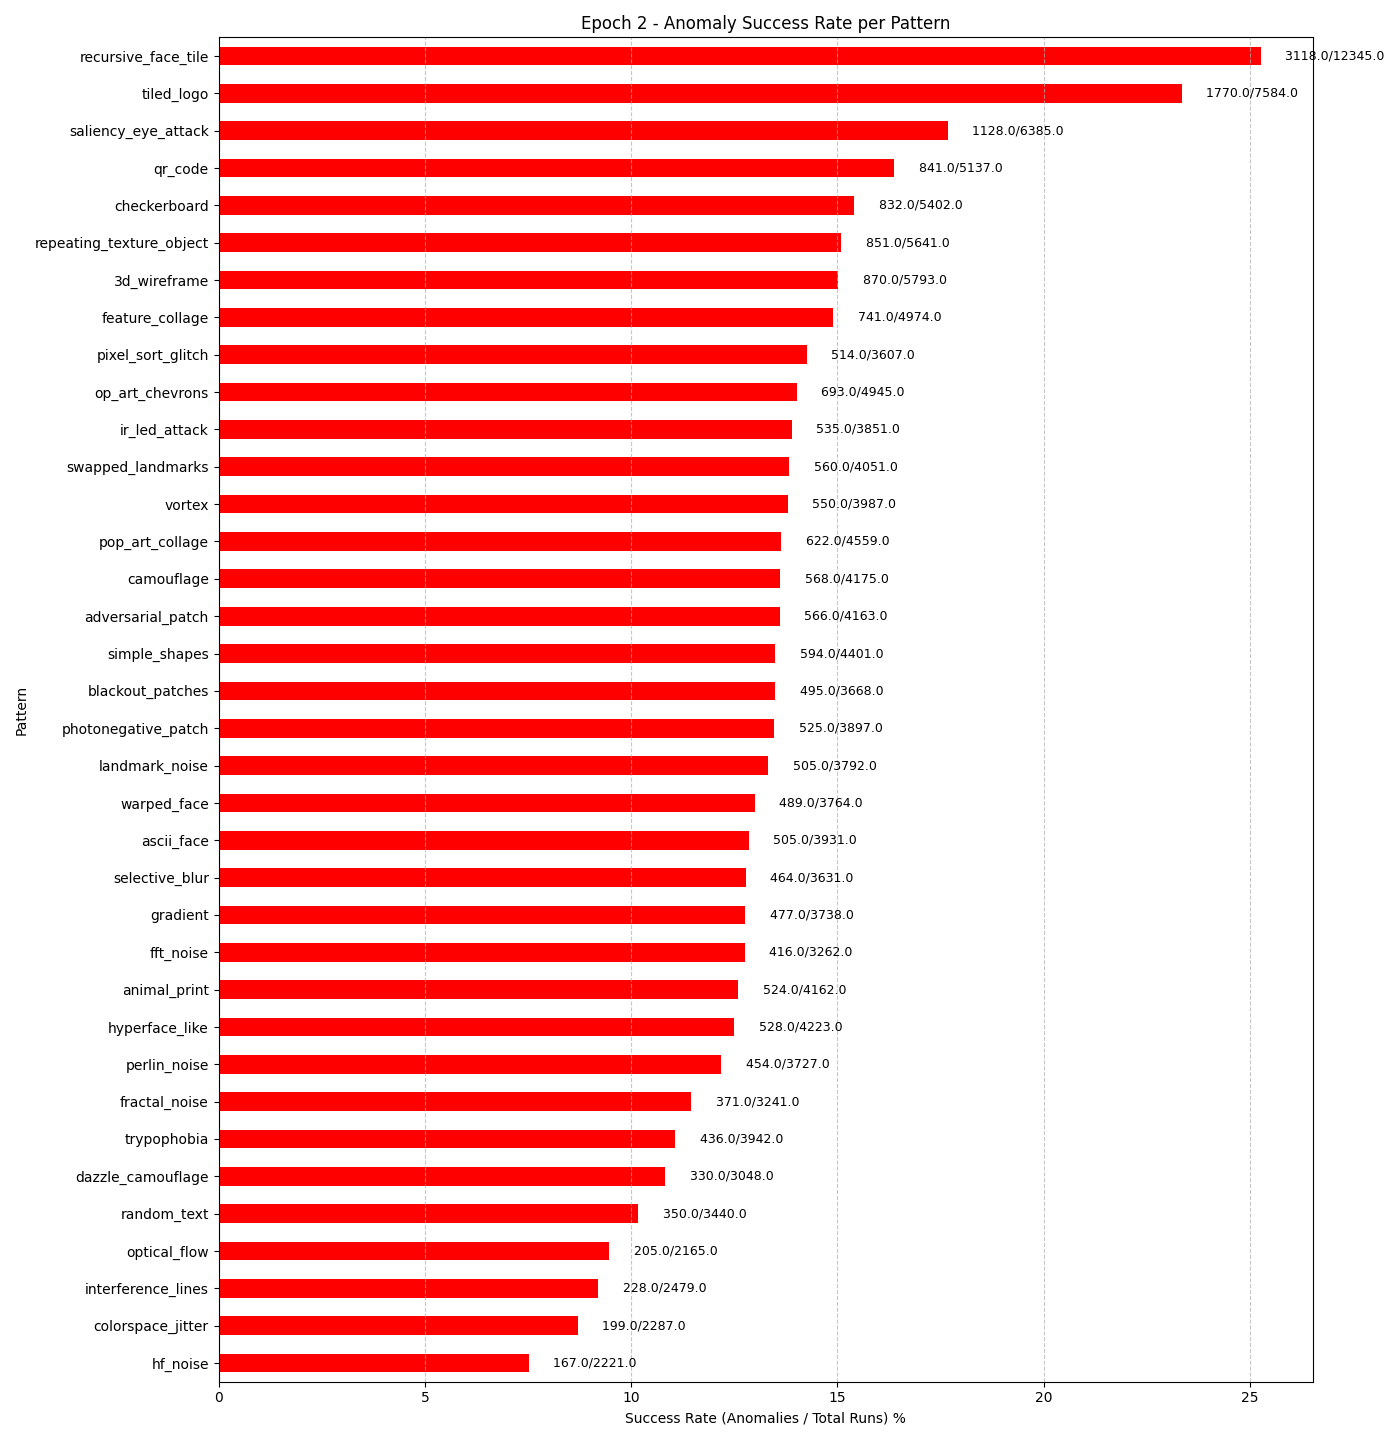 Epoch 2 - Anomaly Success Rate per Pattern
recursive_face_tile 3118.0/12345.0
tiled_logo 1770.0/7584.0
saliency_eye_attack 1128.0/6385.0
qr_code 841.0/5137.0
checkerboard 832.0/5402.0
repeating_texture_object 851.0/5641.0
3d_wireframe 870.0/5793.0
feature_collage 741.0/4974.0
pixel_sort_glitch 514.0/3607.0
op_art_chevrons 693.0/4945.0
ir_led_attack 535.0/3851.0
swapped_landmarks 560.0/4051.0
vortex 550.0/3987.0
pop_art_collage 622.0/4559.0
camouflage 568.0/4175.0
adversarial_patch 566.0/4163.0
simple_shapes 594.0/4401.0
blackout_patches 495.0/3668.0
photonegative_patch 525.0/3897.0
landmark_noise 505.0/3792.0
warped_face 489.0/3764.0
ascii_face 505.0/3931.0
selective_blur 464.0/3631.0
gradient 477.0/3738.0
fft_noise 416.0/3262.0
animal_print 524.0/4162.0
hyperface_like 528.0/4223.0
perlin_noise 454.0/3727.0
fractal_noise 371.0/3241.0
trypophobia 436.0/3942.0
dazzle_camouflage 330.0/3048.0
random_text 350.0/3440.0
optical_flow 205.0/2165.0
interference_lines 228.0/2479.0
colorspace_jitter 199.0/2287.0
hf_noise 167.0/2221.0
Pattern
0 5 10 15 20 25
Success Rate (Anomalies / Total Runs) %